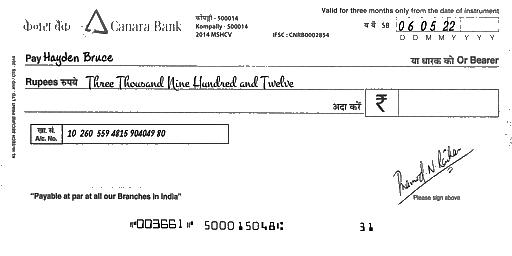 केनरा बैंक Canara Bank
कोंपल्ली - 500014
Kompally - 500014
2014 MSHCV
IFSC : CNRB0002854
Valid for three months only from the date of instrument
SB 06 05 22
D D M M Y Y Y Y
Pay Hayden Bruce
या धारक को Or Bearer
Rupees रुपये Three Thousand Nine Hundred and Twelve
अदा करें ₹
खा. सं.
A/c. No.
10 260 559 4815 904049 80
Please sign above
"Payable at par at all our Branches in India"
⑈003661⑈ 500015048⑆ 31